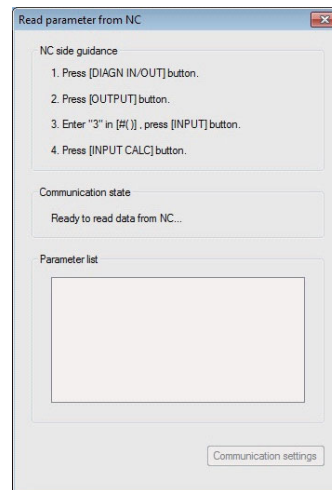 Read parameter from NC
NC side guidance
1. Press [DIAGN IN/OUT] button.
2. Press [OUTPUT] button.
3. Enter "3" in [#( )] , press [INPUT] button.
4. Press [INPUT CALC] button.
Communication state
Ready to read data from NC...
Parameter list
Communication settings